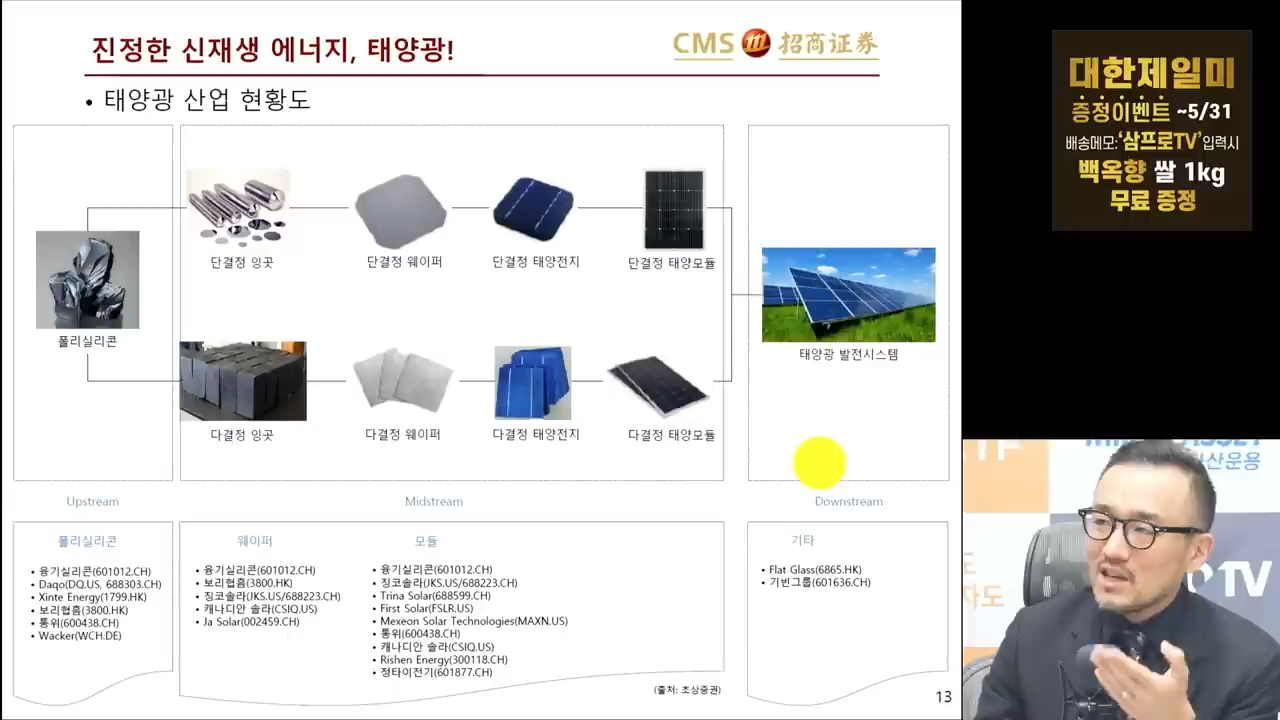 진정한 신재생 에너지, 태양광!
CMS 招商证券
• 태양광 산업 현황도
폴리실리콘
단결정 잉곳
단결정 웨이퍼
단결정 태양전지
단결정 태양모듈
다결정 잉곳
다결정 웨이퍼
다결정 태양전지
다결정 태양모듈
태양광 발전시스템
Upstream
Midstream
Downstream
폴리실리콘
• 융기실리콘(601012.CH)
• Daqo(DQ.US, 688303.CH)
• Xinte Energy(1799.HK)
• 보리협흠(3800.HK)
• 통위(600438.CH)
• Wacker(WCH.DE)
웨이퍼
• 융기실리콘(601012.CH)
• 보리협흠(3800.HK)
• 징코솔라(JKS.US/688223.CH)
• 캐나디안 솔라(CSIQ.US)
• Ja Solar(002459.CH)
모듈
• 융기실리콘(601012.CH)
• 징코솔라(JKS.US/688223.CH)
• Trina Solar(688599.CH)
• First Solar(FSLR.US)
• Mexeon Solar Technologies(MAXN.US)
• 통위(600438.CH)
• 캐나디안 솔라(CSIQ.US)
• Rishen Energy(300118.CH)
• 정타이전기(601877.CH)
(출처: 초상증권)
기타
• Flat Glass(6865.HK)
• 기빈그룹(601636.CH)
13
대한제일미
증정이벤트 ~5/31
배송메모:'삼프로TV'입력시
백옥향 쌀 1kg
무료 증정
산운용
TV